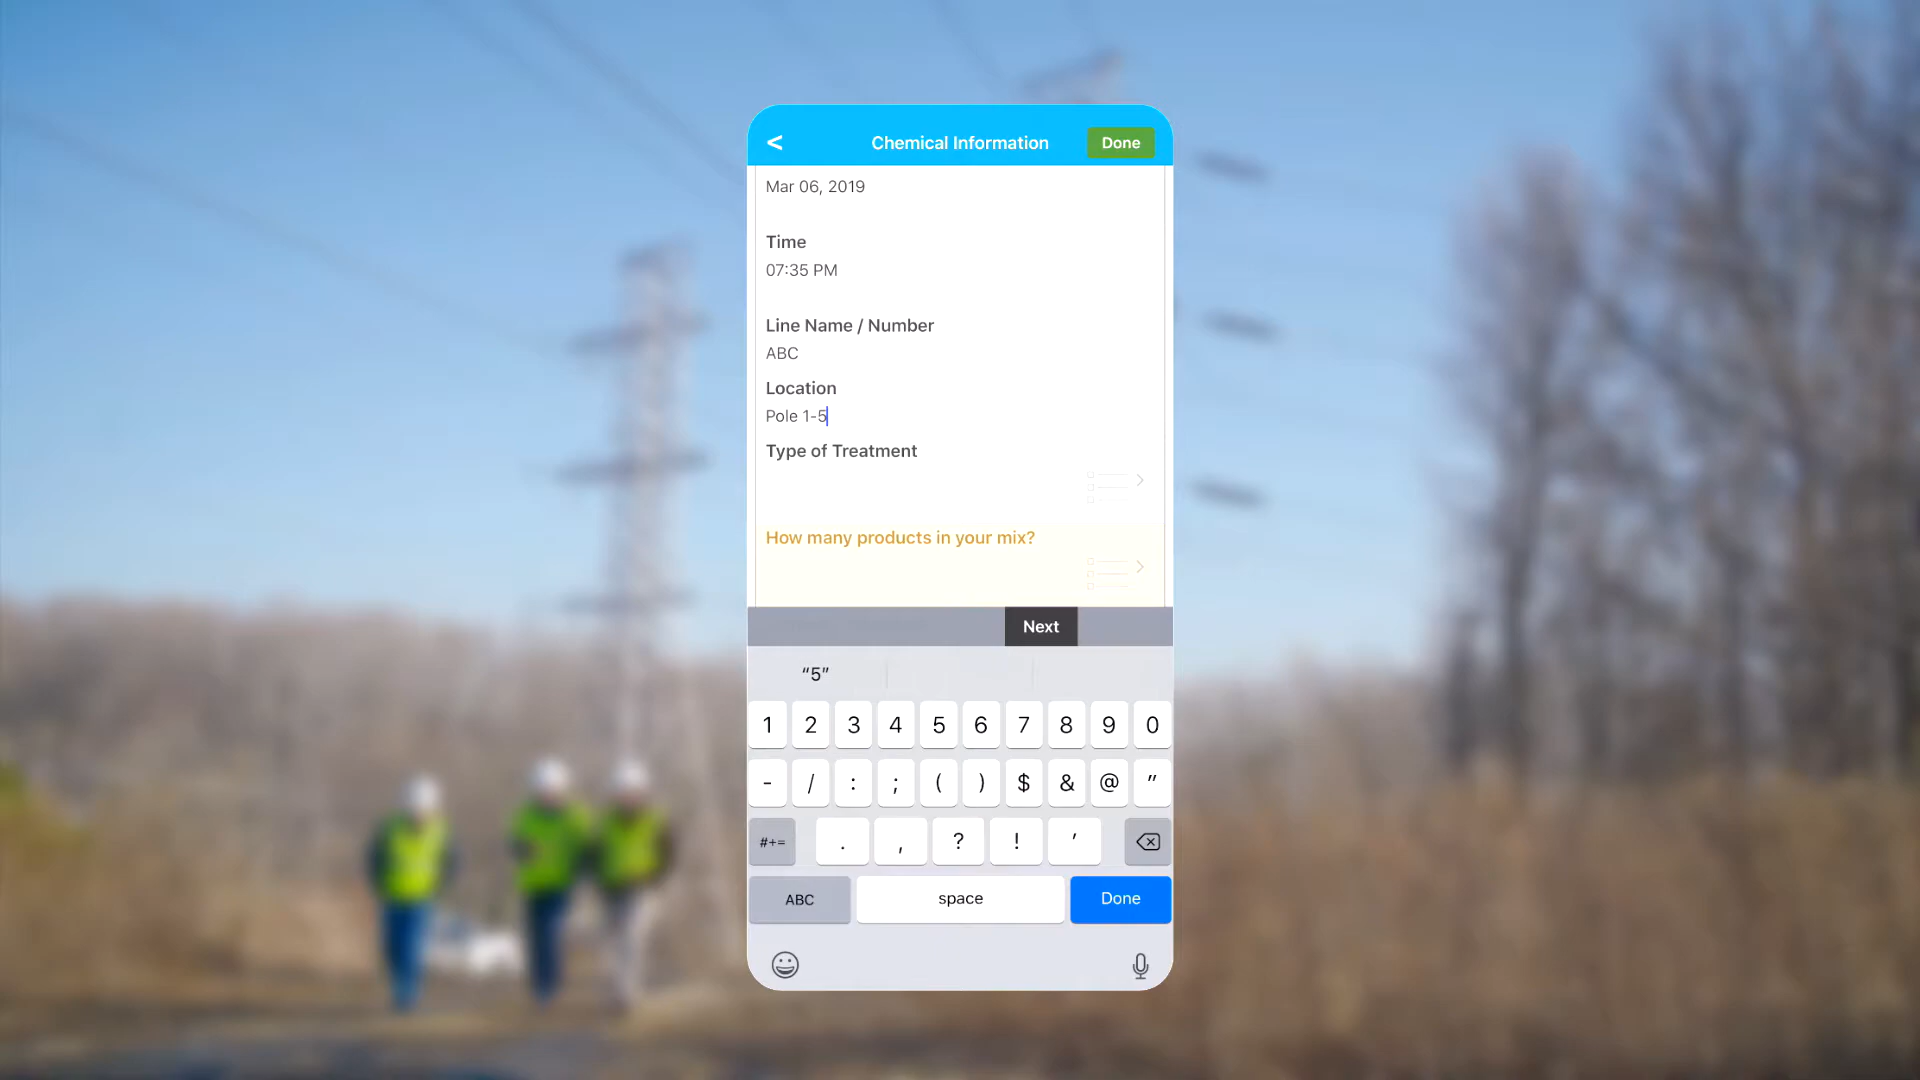 <
Chemical Information
Done
Mar 06, 2019
Time
07:35 PM
Line Name / Number
ABC
Location
Pole 1-5
Type of Treatment
How many products in your mix?
Next
“5”
1 2 3 4 5 6 7 8 9 0
- / : ; ( ) $ & @ "
#+= . , ? ! '
ABC space Done